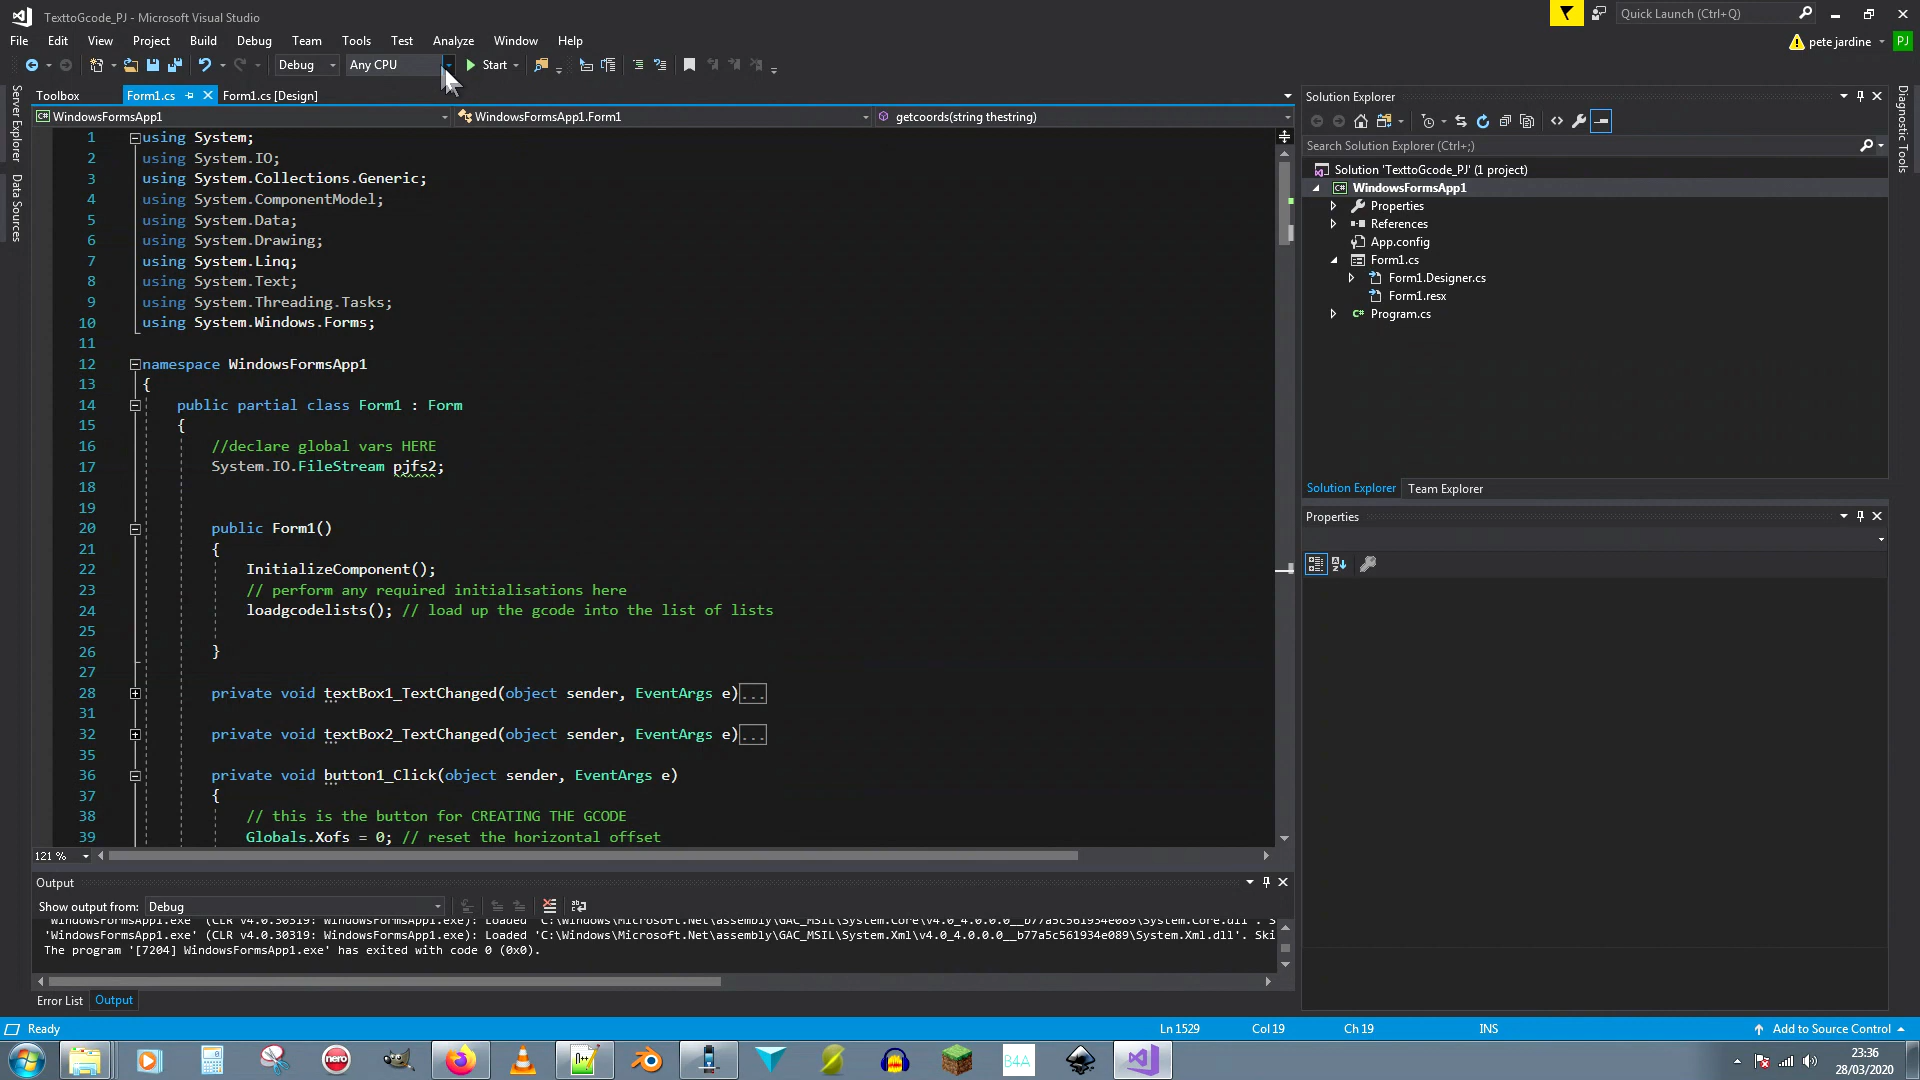 TexttoGcode_PJ - Microsoft Visual Studio
Quick Launch (Ctrl+Q)
File Edit View Project Build Debug Team Tools Test Analyze Window Help
pete jardine PJ
Debug Any CPU Start
Server Explorer
Data Sources
Toolbox Form1.cs Form1.cs [Design]
WindowsFormsApp1 WindowsFormsApp1.Form1 getcoords(string thestring)
1 using System;
2 using System.IO;
3 using System.Collections.Generic;
4 using System.ComponentModel;
5 using System.Data;
6 using System.Drawing;
7 using System.Linq;
8 using System.Text;
9 using System.Threading.Tasks;
10 using System.Windows.Forms;
11
12 namespace WindowsFormsApp1
13 {
14 public partial class Form1 : Form
15 {
16 //declare global vars HERE
17 System.IO.FileStream pjfs2;
18
19
20 public Form1()
21 {
22 InitializeComponent();
23 // perform any required initialisations here
24 loadgcodelists(); // load up the gcode into the list of lists
25
26 }
27
28 private void textBox1_TextChanged(object sender, EventArgs e)...
31
32 private void textBox2_TextChanged(object sender, EventArgs e)...
35
36 private void button1_Click(object sender, EventArgs e)
37 {
38 // this is the button for CREATING THE GCODE
39 Globals.Xofs = 0; // reset the horizontal offset
121 %
Output
Show output from: Debug
'WindowsFormsApp1.exe' (CLR v4.0.30319: WindowsFormsApp1.exe): Loaded 'C:\Windows\Microsoft.Net\assembly\GAC_MSIL\System.Core\v4.0_4.0.0.0__b77a5c561934e089\System.Core.dll'. S
'WindowsFormsApp1.exe' (CLR v4.0.30319: WindowsFormsApp1.exe): Loaded 'C:\Windows\Microsoft.Net\assembly\GAC_MSIL\System.Xml\v4.0_4.0.0.0__b77a5c561934e089\System.Xml.dll'. Ski
The program '[7204] WindowsFormsApp1.exe' has exited with code 0 (0x0).
Error List Output
Solution Explorer
Search Solution Explorer (Ctrl+;)
Solution 'TexttoGcode_PJ' (1 project)
WindowsFormsApp1
Properties
References
App.config
Form1.cs
Form1.Designer.cs
Form1.resx
Program.cs
Solution Explorer Team Explorer
Properties
Diagnostic Tools
Ready Ln 1529 Col 19 Ch 19 INS Add to Source Control
nero
B4A
23:36
28/03/2020